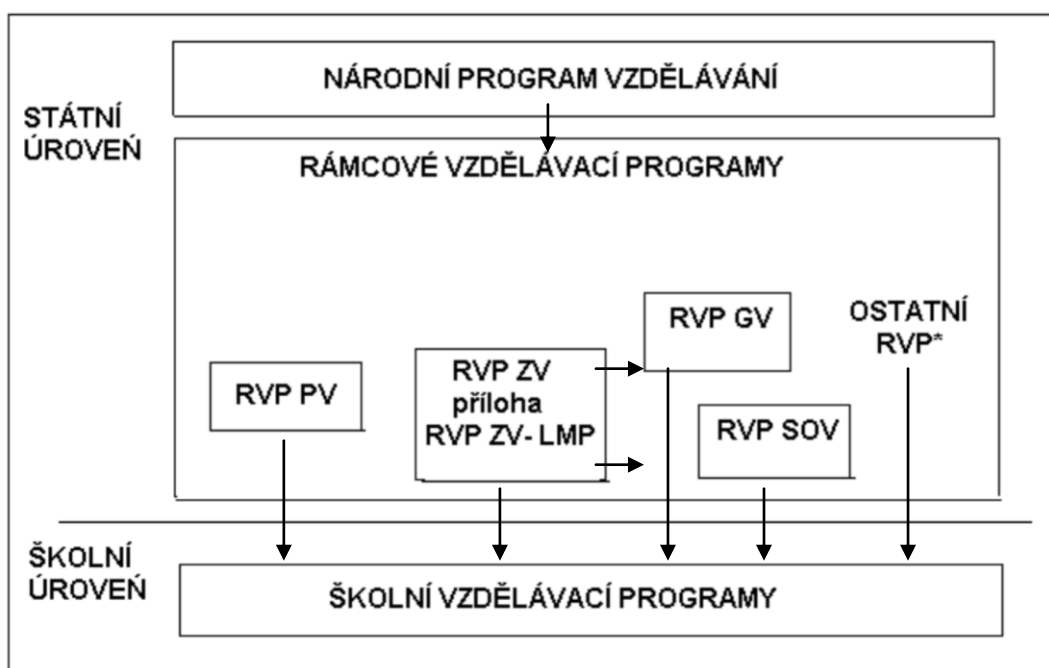 NÁRODNÍ PROGRAM VZDĚLÁVÁNÍ
STÁTNÍ
ÚROVEŇ
RÁMCOVÉ VZDĚLÁVACÍ PROGRAMY
RVP PV
RVP ZV
příloha
RVP ZV- LMP
RVP GV
RVP SOV
OSTATNÍ
RVP*
ŠKOLNÍ
ÚROVEŇ
ŠKOLNÍ VZDĚLÁVACÍ PROGRAMY